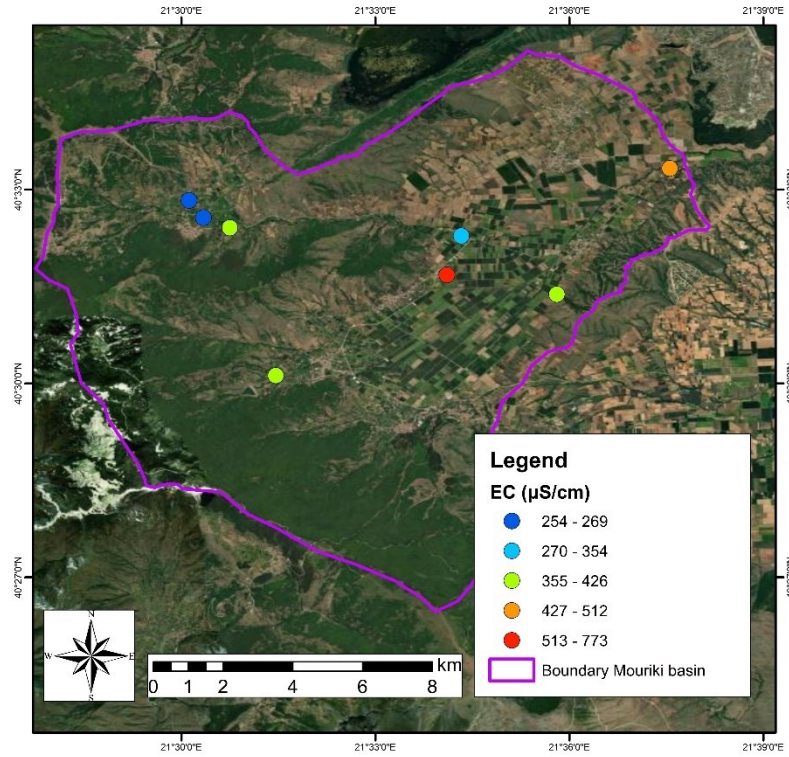 21°30'0"E 21°33'0"E 21°36'0"E 21°39'0"E
40°33'0"N
40°30'0"N
40°27'0"N
Legend
EC (µS/cm)
254 - 269
270 - 354
355 - 426
427 - 512
513 - 773
Boundary Mouriki basin
N
W E
S
km
0 1 2 4 6 8
21°30'0"E 21°33'0"E 21°36'0"E 21°39'0"E